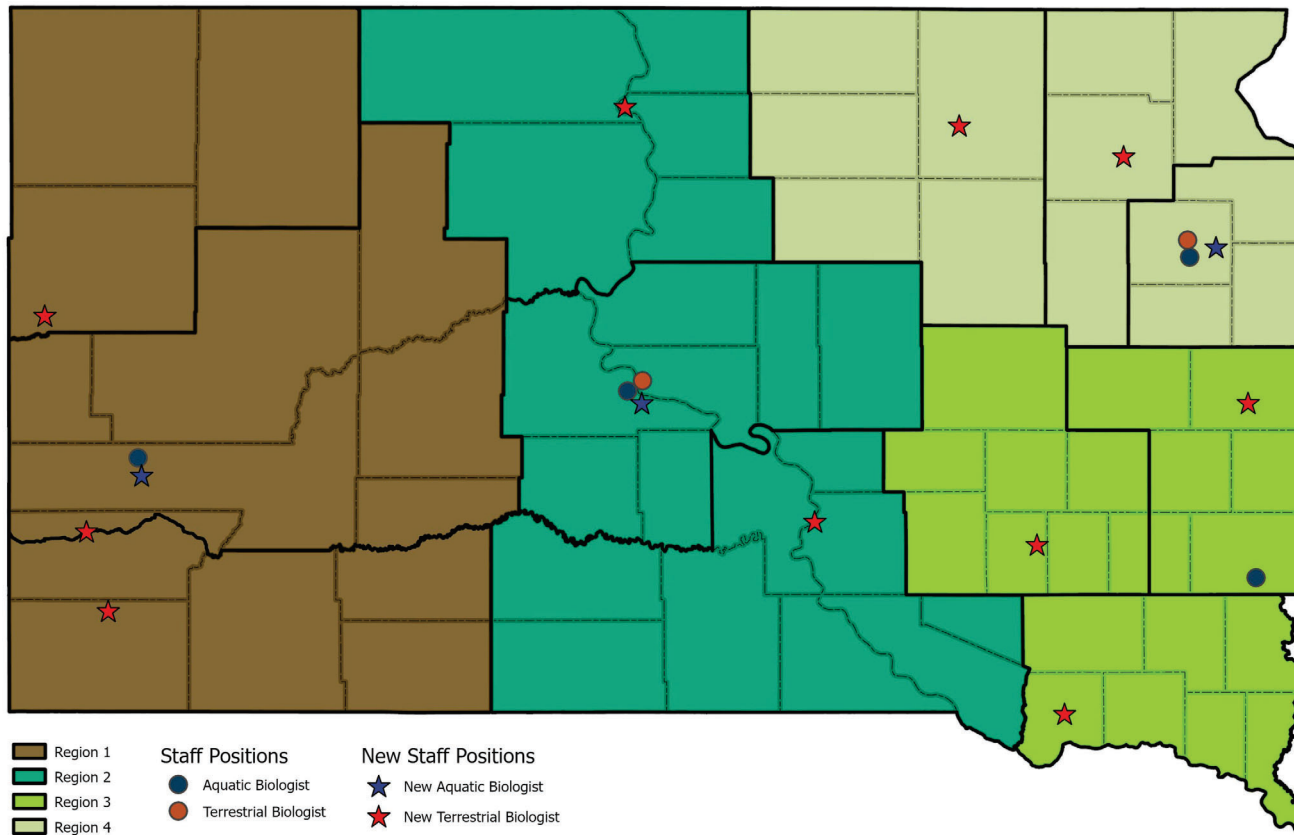 Region 1
Region 2
Region 3
Region 4
Staff Positions
Aquatic Biologist
Terrestrial Biologist
New Staff Positions
New Aquatic Biologist
New Terrestrial Biologist